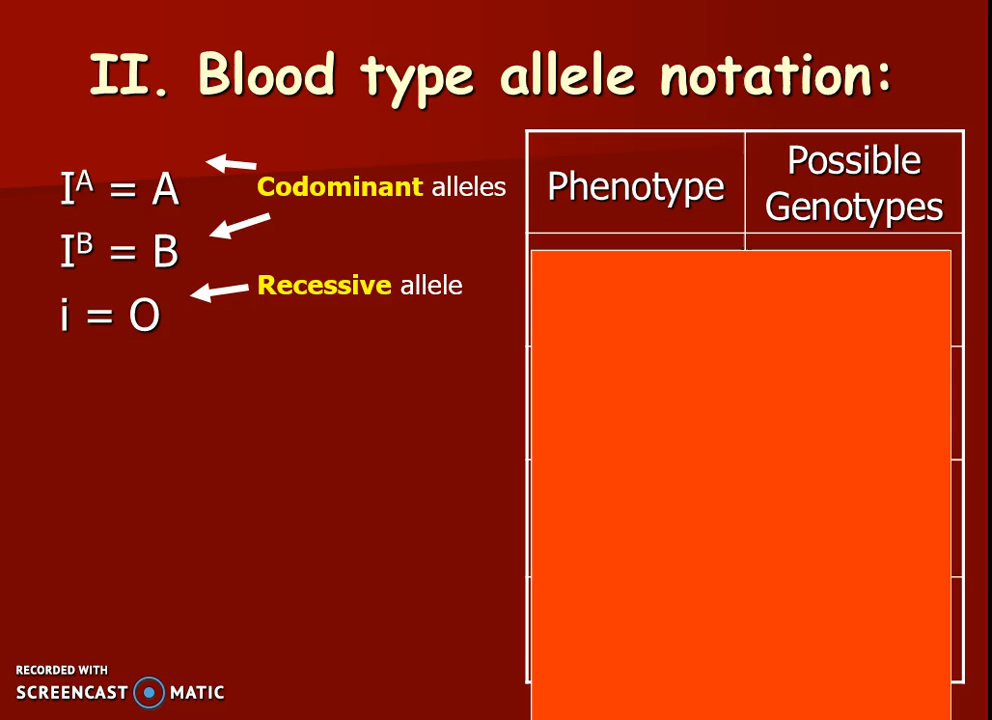 II. Blood type allele notation:
Iᴬ = A
Codominant alleles
Iᴮ = B
Recessive allele
i = O
Phenotype
Possible
Genotypes
RECORDED WITH
SCREENCAST MATIC